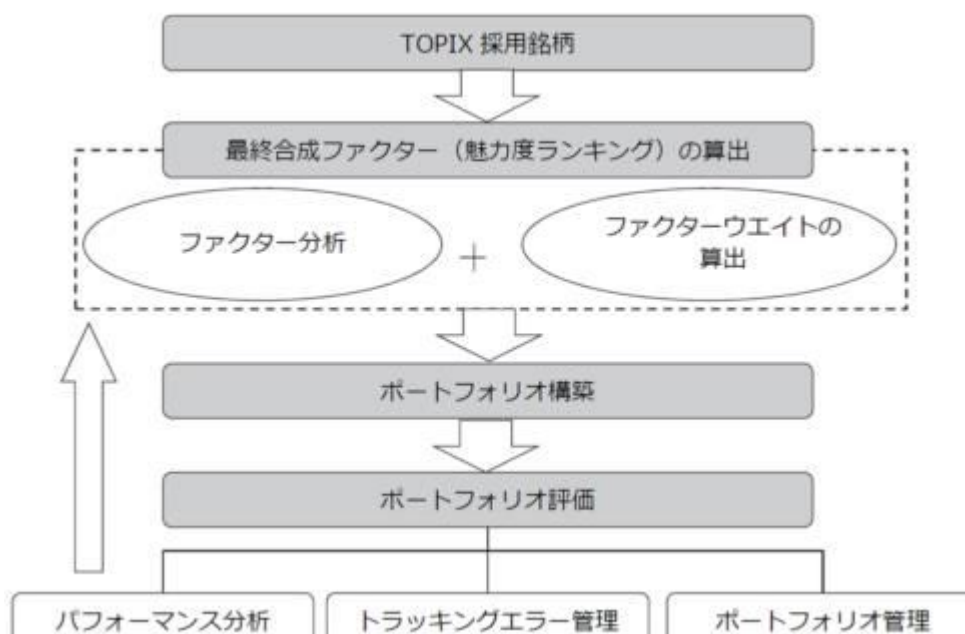 TOPIX 採用銘柄
最終合成ファクター（魅力度ランキング）の算出
ファクター分析
＋
ファクターウエイトの
算出
ポートフォリオ構築
ポートフォリオ評価
パフォーマンス分析
トラッキングエラー管理
ポートフォリオ管理